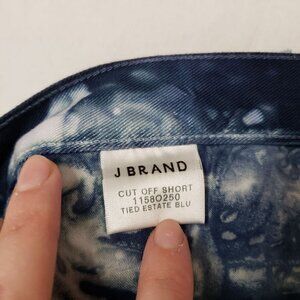 J BRAND
CUT OFF SHORT
1158O250
TIED ESTATE BLU